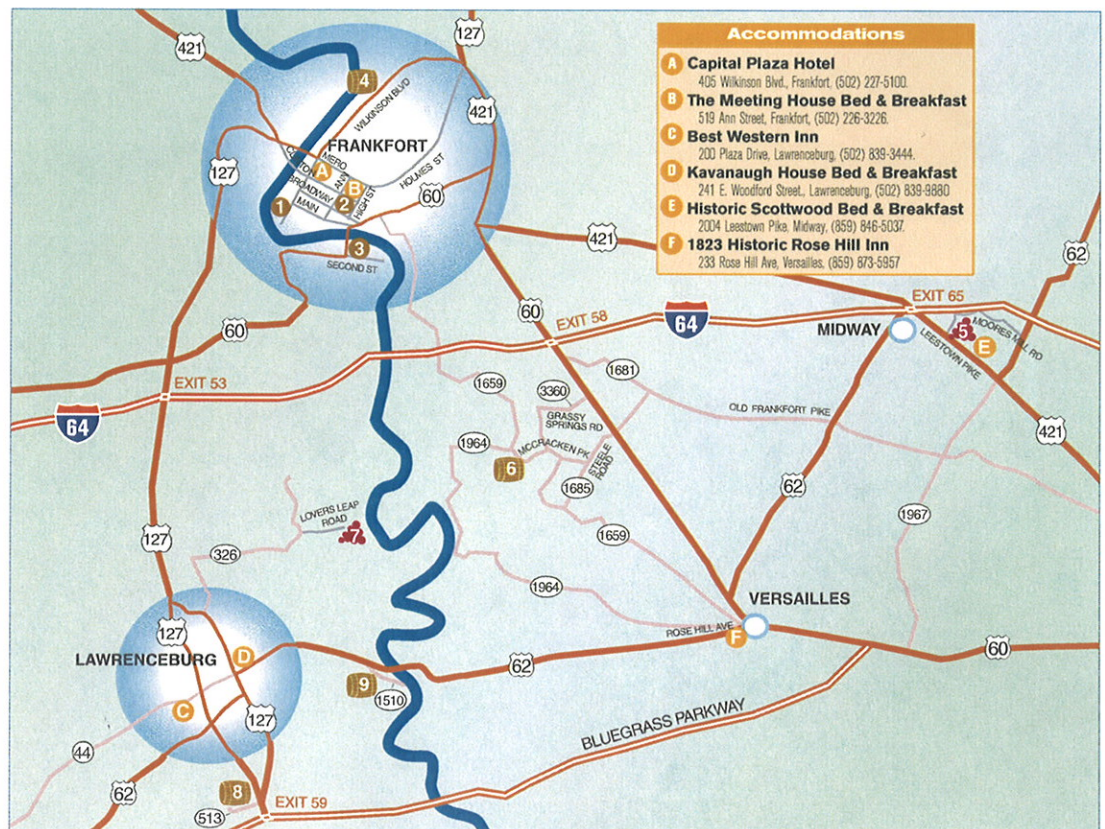 Accommodations
A Capital Plaza Hotel
405 Wilkinson Blvd., Frankfort, (502) 227-5100.
B The Meeting House Bed & Breakfast
519 Ann Street, Frankfort, (502) 226-3226.
C Best Western Inn
200 Plaza Drive, Lawrenceburg, (502) 839-3444.
D Kavanaugh House Bed & Breakfast
241 E. Woodford Street., Lawrenceburg, (502) 839-9880
E Historic Scottwood Bed & Breakfast
2004 Leestown Pike, Midway, (859) 846-5037.
F 1823 Historic Rose Hill Inn
233 Rose Hill Ave, Versailles, (859) 873-5957
127
421
127
4
WILKINSON BLVD
421
FRANKFORT
MERO
CLINTON
A
ANN
B
HOLMES ST
127
BROADWAY
MAIN
HIGH ST
1
2
60
3
SECOND ST
421
62
60
60
EXIT 58
64
EXIT 65
MIDWAY
5
MOORES MILL RD
E
LEESTOWN PIKE
EXIT 53
64
1659
3360
1681
GRASSY
SPRINGS RD
OLD FRANKFORT PIKE
421
1964
MCCRACKEN PK
6
STEELE
ROAD
1685
62
1967
LOVERS LEAP
ROAD
7
127
326
1659
1964
VERSAILLES
127
ROSE HILL AVE
F
LAWRENCEBURG
D
62
60
9
1510
C
127
BLUEGRASS PARKWAY
44
62
8
513
EXIT 59